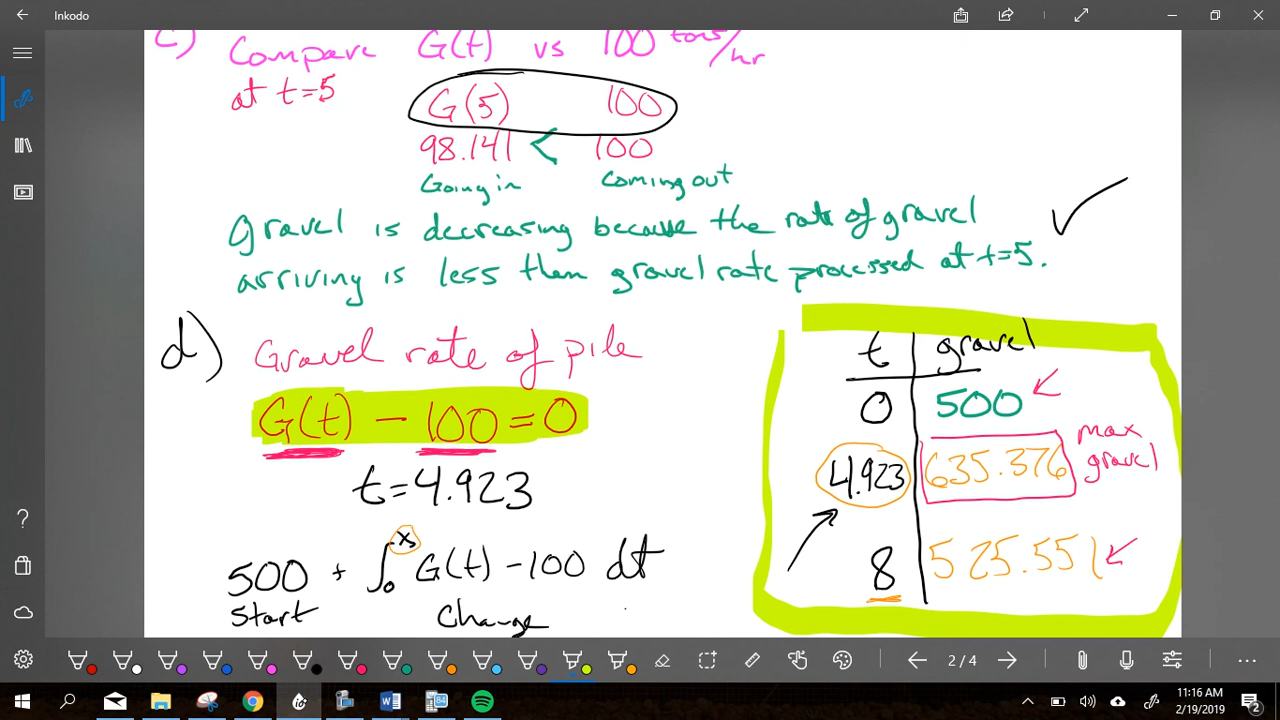 Inkodo
c) Compare G(t) vs 100 tons/hr
at t=5 G(5) 100
98.141 < 100
Going in Coming out
Gravel is decreasing because the rate of gravel
arriving is less than gravel rate processed at t=5.
d) Gravel rate of pile
G(t) - 100 = 0
t=4.923
500 + ∫₀ˣ G(t) - 100 dt
Start Change
t gravel
0 500
4.923 635.376 max gravel
8 525.551
2 / 4
11:16 AM
2/19/2019
2